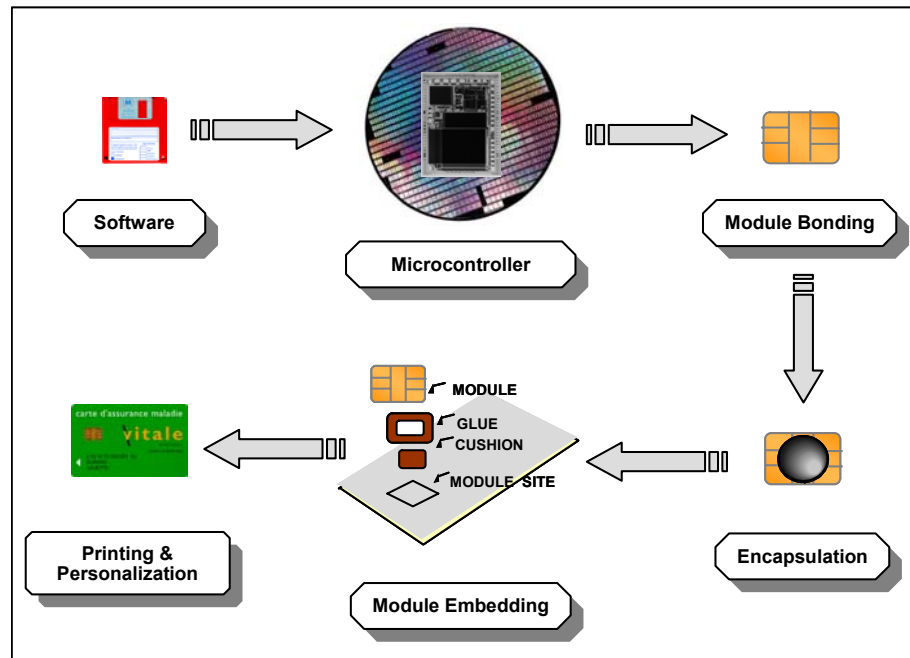 Software
Microcontroller
Module Bonding
MODULE
GLUE
CUSHION
MODULE SITE
carte d'assurance maladie
vitale
Printing &
Personalization
Module Embedding
Encapsulation